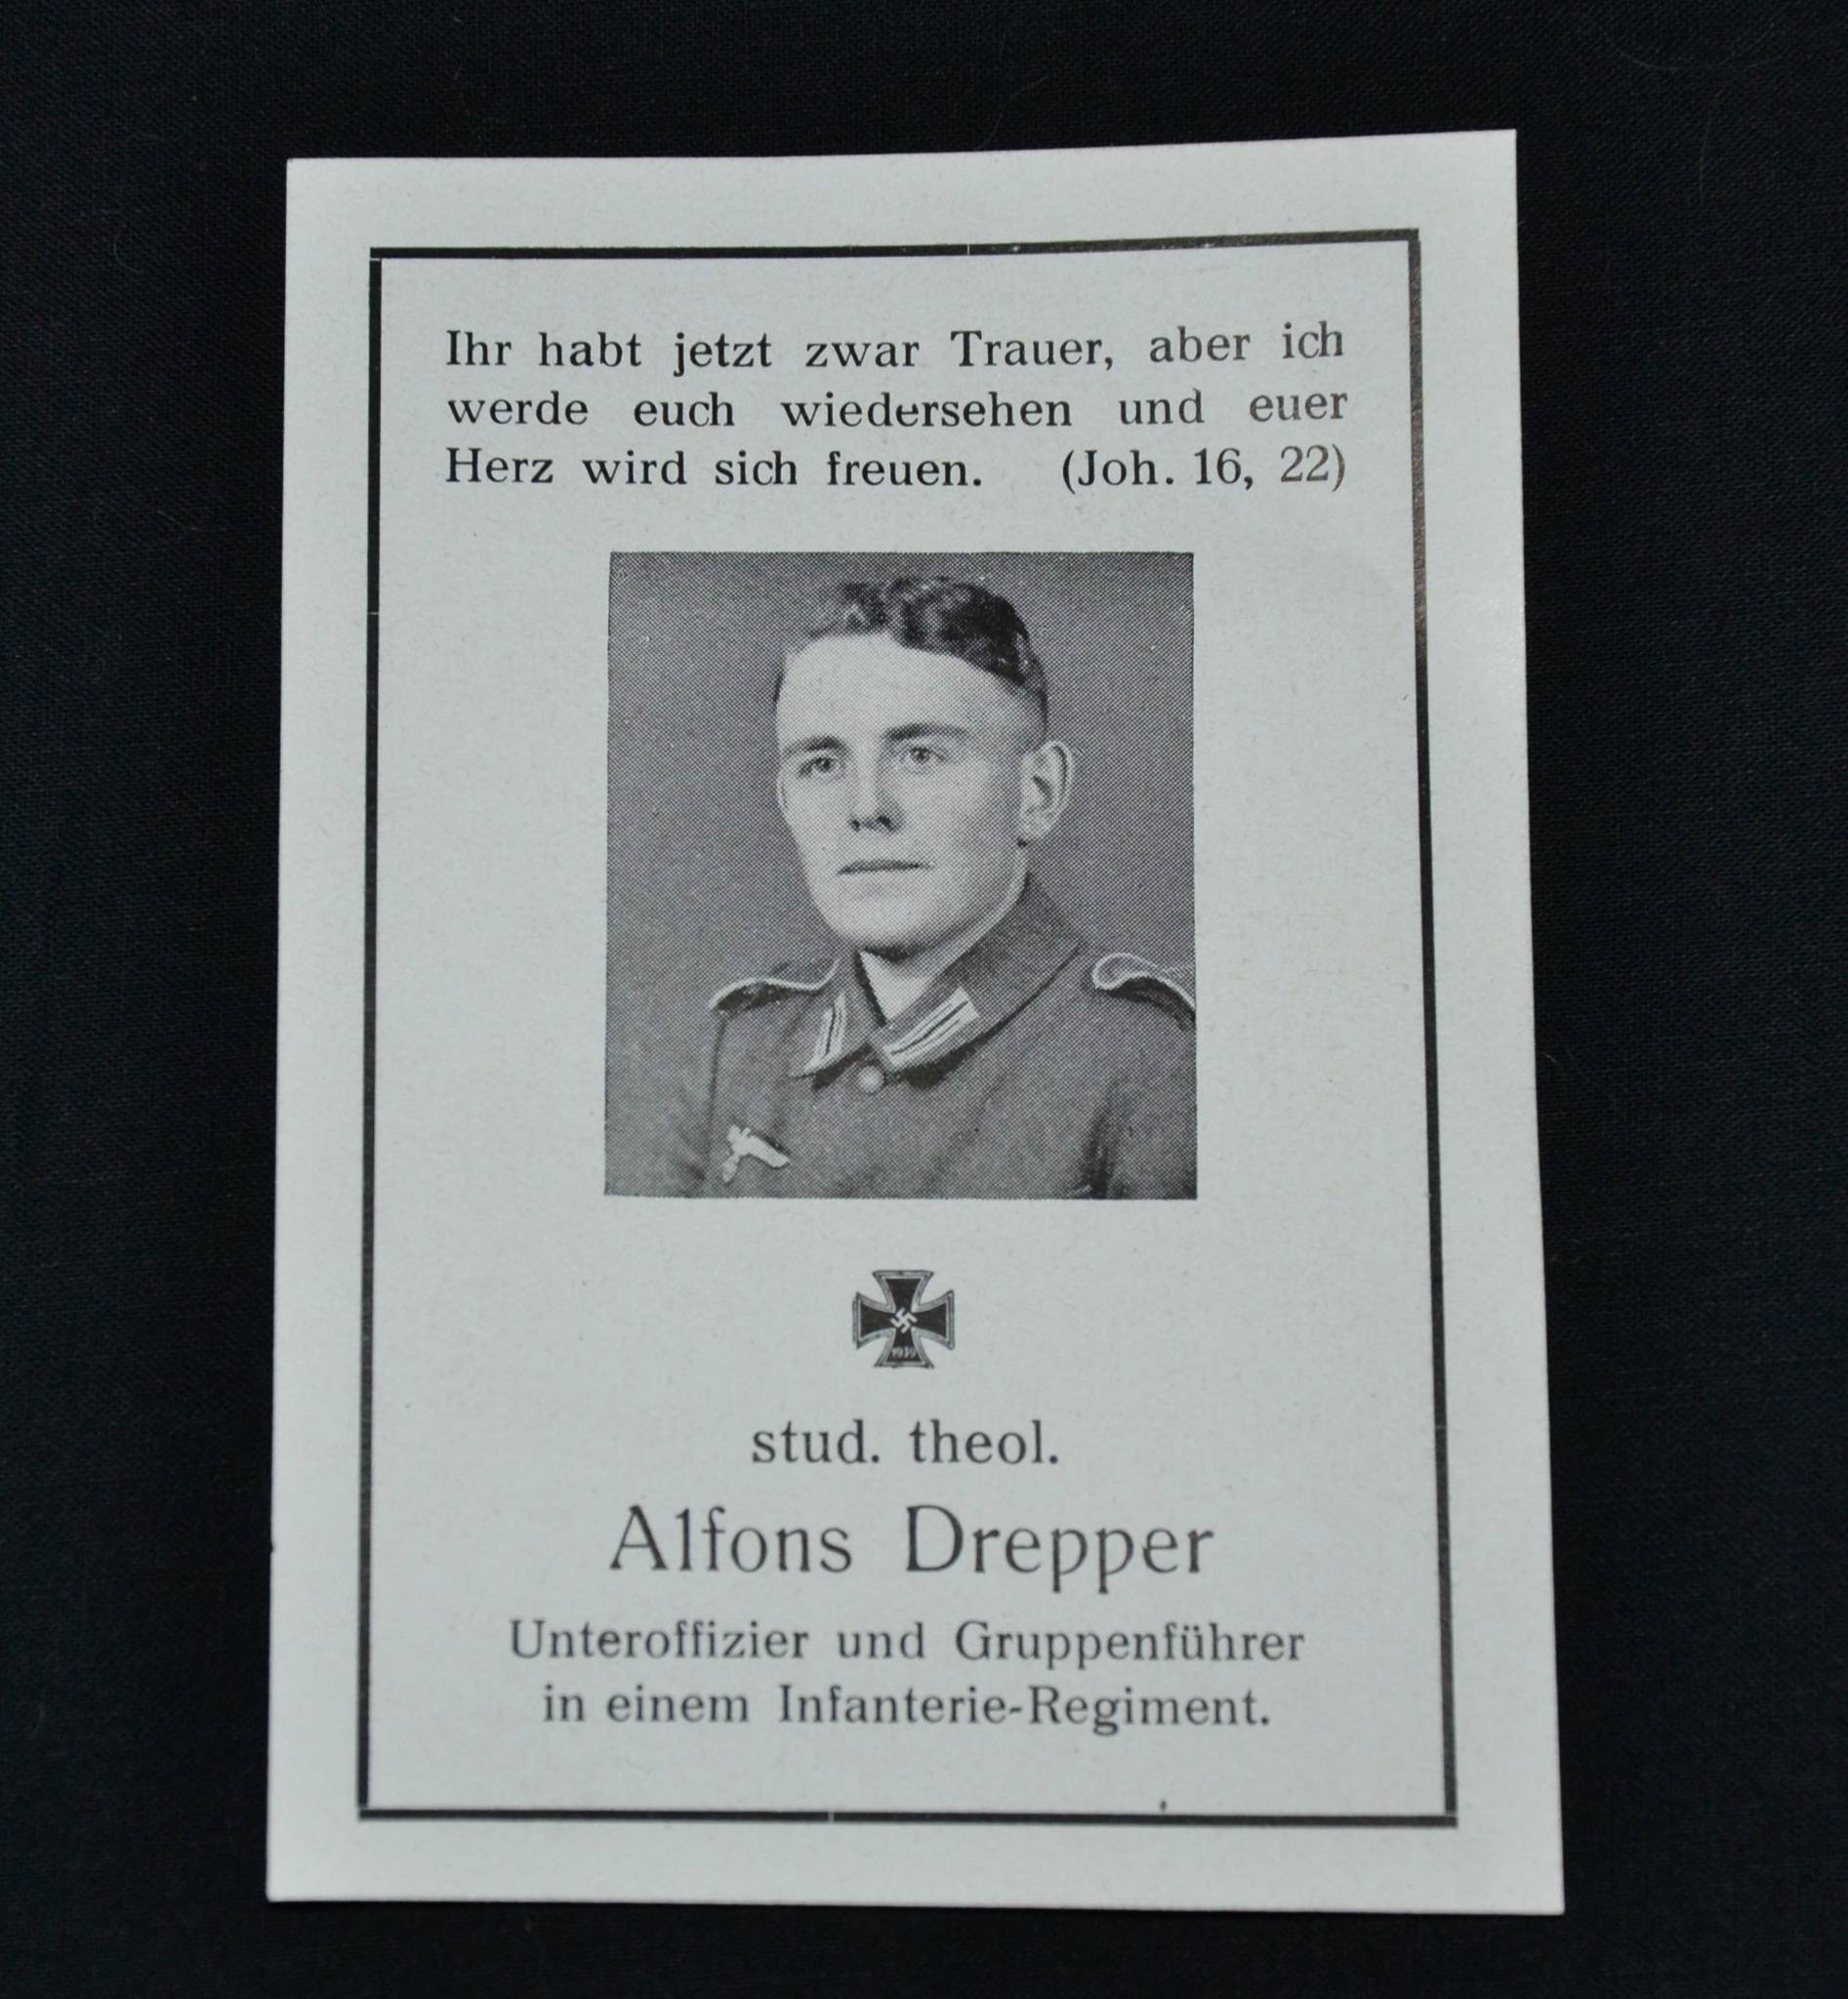 Ihr habt jetzt zwar Trauer, aber ich
werde euch wiedersehen und euer
Herz wird sich freuen. (Joh. 16, 22)
1939
stud. theol.
Alfons Drepper
Unteroffizier und Gruppenführer
in einem Infanterie-Regiment.